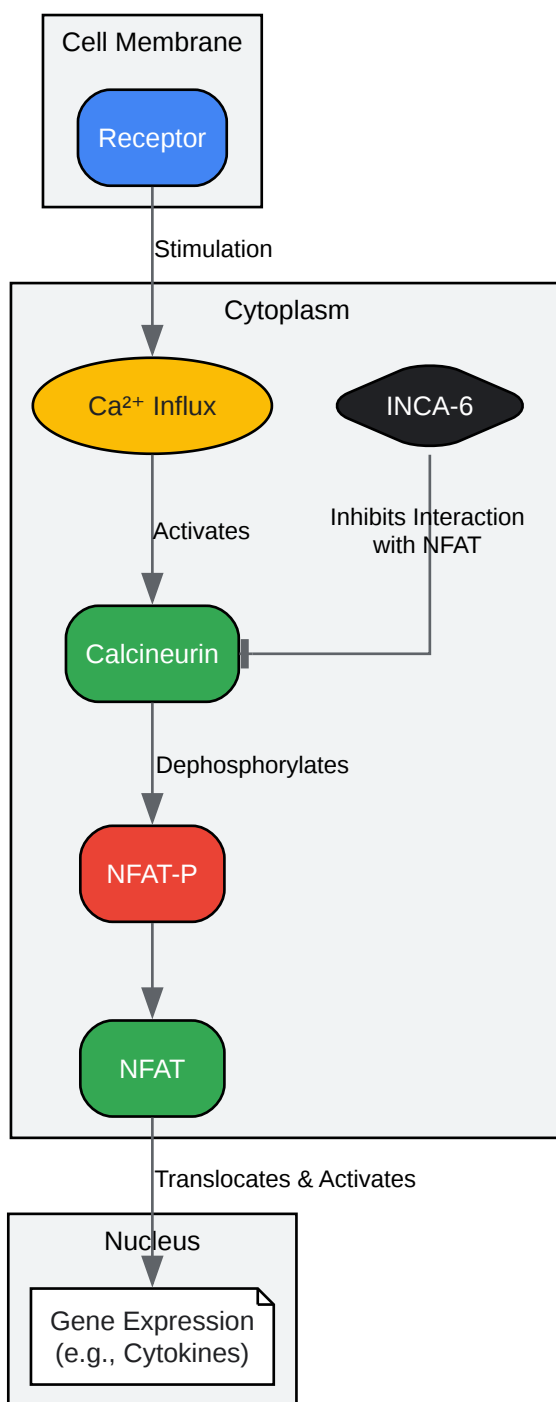 Cell Membrane
Receptor
Stimulation
Cytoplasm
Ca²⁺ Influx
INCA-6
Inhibits Interaction
with NFAT
Activates
Calcineurin
Dephosphorylates
NFAT-P
NFAT
Translocates & Activates
Nucleus
Gene Expression
(e.g., Cytokines)